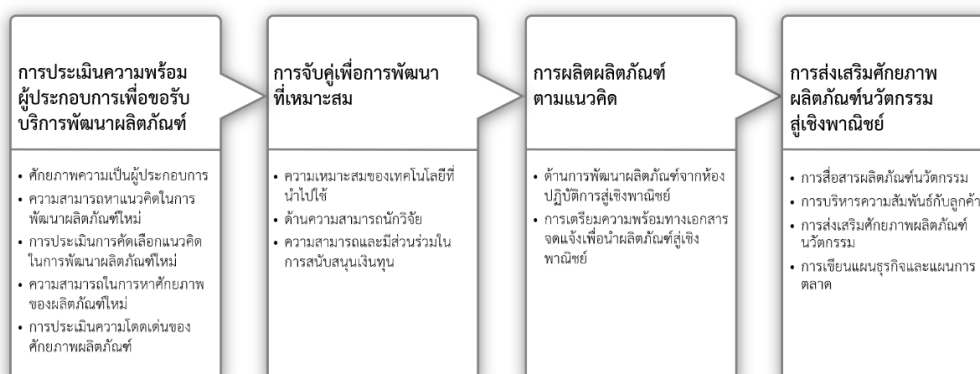 การประเมินความพร้อม
ผู้ประกอบการเพื่อขอรับ
บริการพัฒนาผลิตภัณฑ์
• ศักยภาพความเป็นผู้ประกอบการ
• ความสามารถหาแนวคิดในการ
พัฒนาผลิตภัณฑ์ใหม่
• การประเมินการคัดเลือกแนวคิด
ในการพัฒนาผลิตภัณฑ์ใหม่
• ความสามารถในการหาศักยภาพ
ของผลิตภัณฑ์ใหม่
• การประเมินความโดดเด่นของ
ศักยภาพผลิตภัณฑ์
การจับคู่เพื่อการพัฒนา
ที่เหมาะสม
• ความเหมาะสมของเทคโนโลยีที่
นำไปใช้
• ด้านความสามารถนักวิจัย
• ความสามารถและมีส่วนร่วมใน
การสนับสนุนเงินทุน
การผลิตผลิตภัณฑ์
ตามแนวคิด
• ด้านการพัฒนาผลิตภัณฑ์จากห้อง
ปฏิบัติการสู่เชิงพาณิชย์
• การเตรียมความพร้อมทางเอกสาร
จดแจ้งเพื่อนำผลิตภัณฑ์สู่เชิง
พาณิชย์
การส่งเสริมศักยภาพ
ผลิตภัณฑ์นวัตกรรม
สู่เชิงพาณิชย์
• การสื่อสารผลิตภัณฑ์นวัตกรรม
• การบริหารความสัมพันธ์กับลูกค้า
• การส่งเสริมศักยภาพผลิตภัณฑ์
นวัตกรรม
• การเขียนแผนธุรกิจและแผนการ
ตลาด